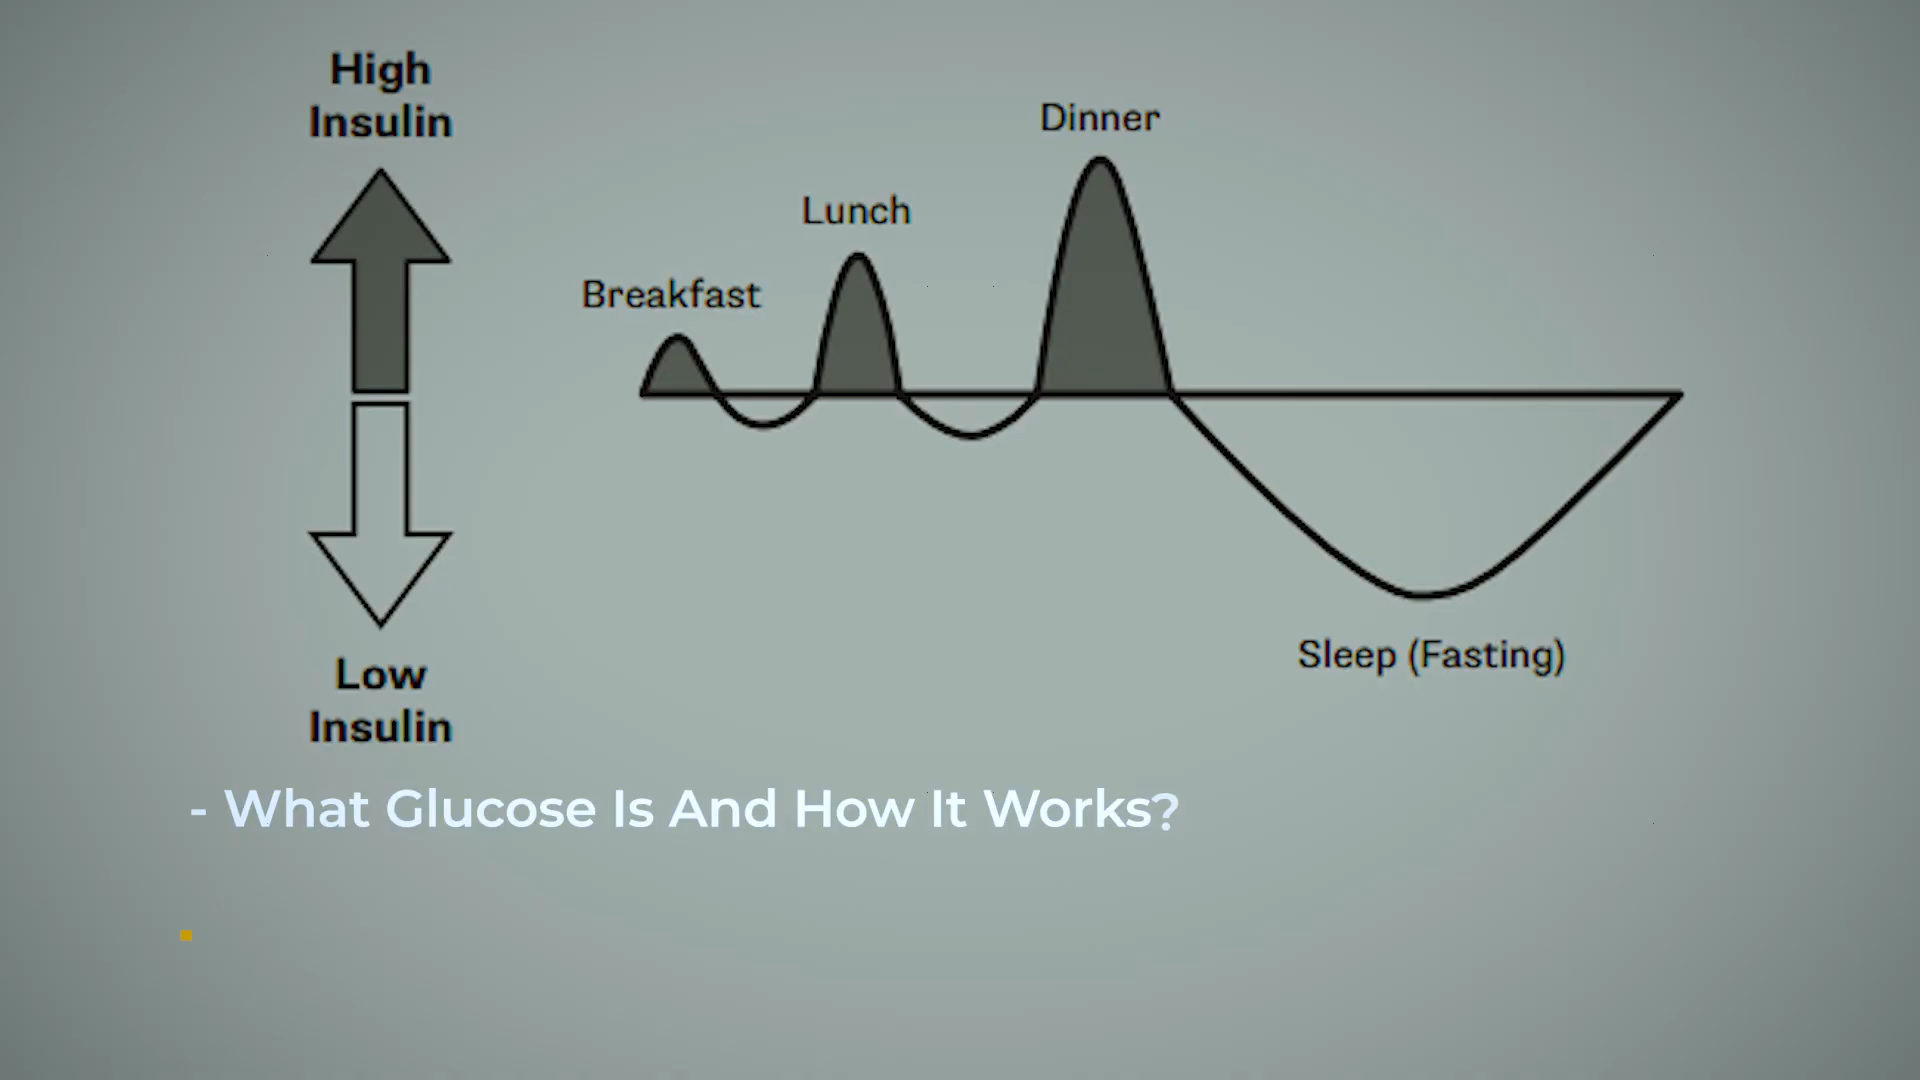 High
Insulin
Dinner
Lunch
Breakfast
Sleep (Fasting)
Low
Insulin
- What Glucose Is And How It Works?